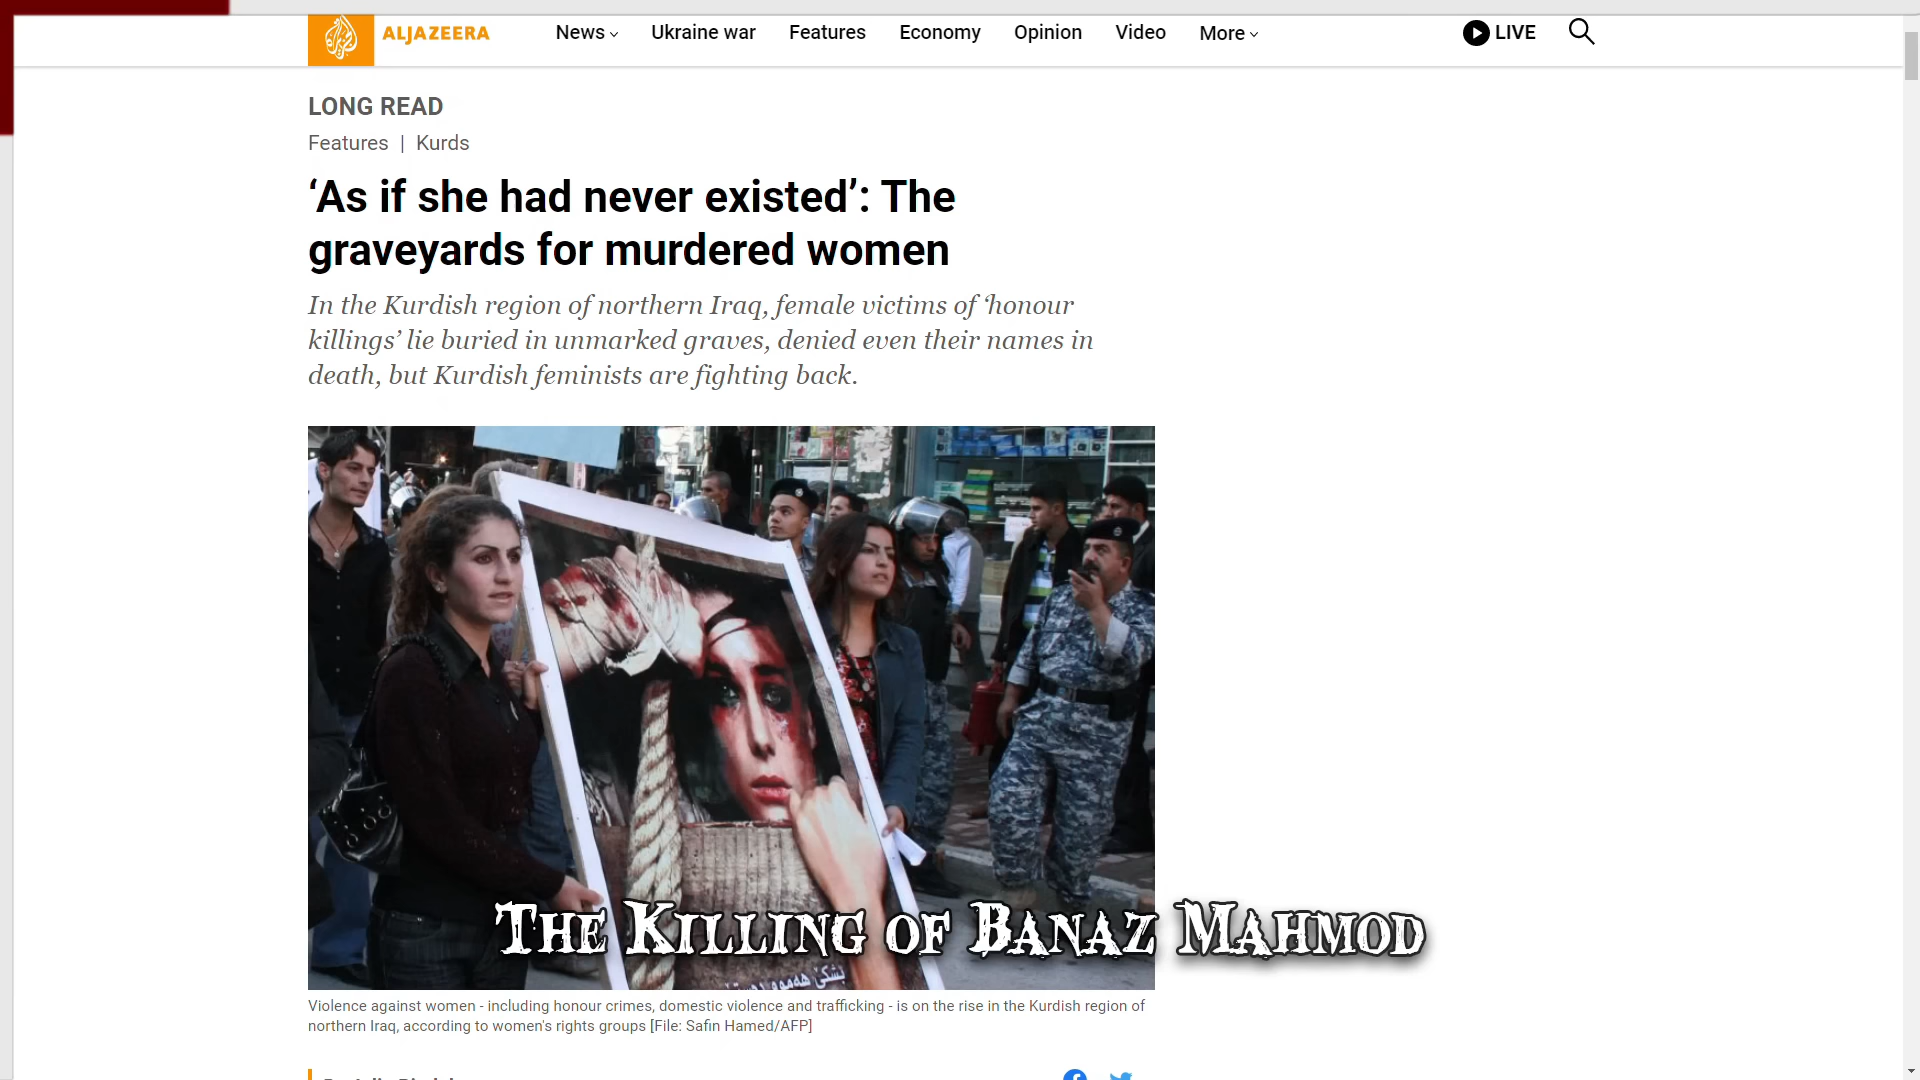 ALJAZEERA
News
Ukraine war
Features
Economy
Opinion
Video
More
LIVE
LONG READ
Features | Kurds
‘As if she had never existed’: The
graveyards for murdered women
In the Kurdish region of northern Iraq, female victims of ‘honour
killings’ lie buried in unmarked graves, denied even their names in
death, but Kurdish feminists are fighting back.
The Killing of Banaz Mahmod
Violence against women - including honour crimes, domestic violence and trafficking - is on the rise in the Kurdish region of
northern Iraq, according to women's rights groups [File: Safin Hamed/AFP]